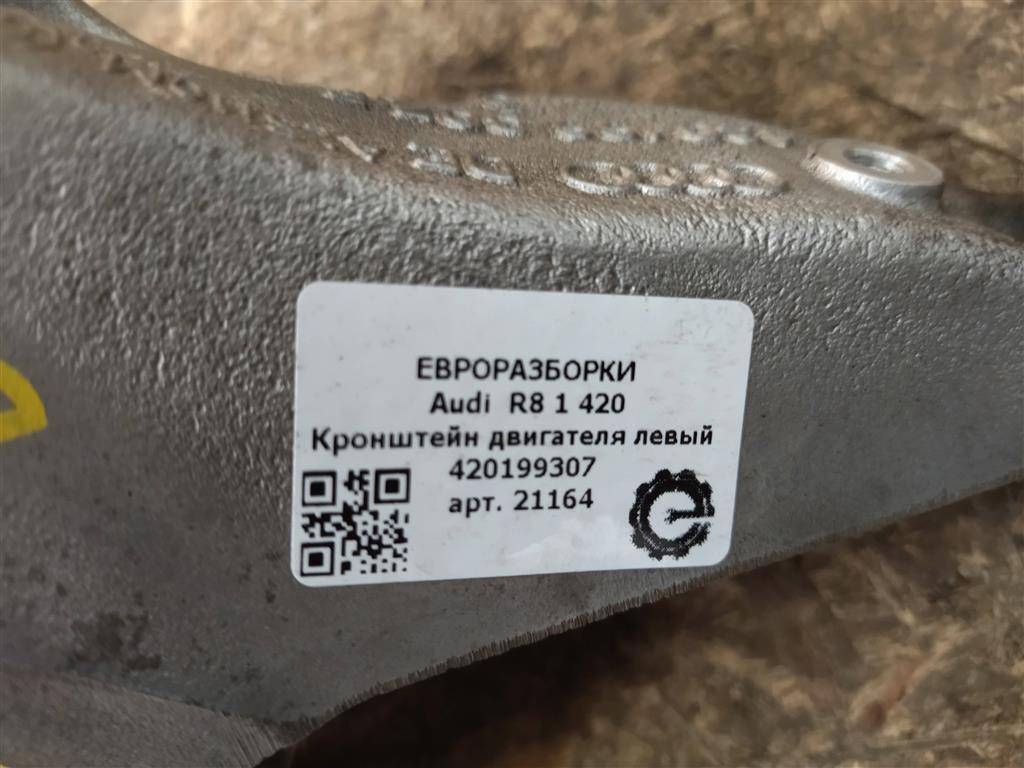 ЕВРОРАЗБОРКИ
Audi R8 1 420
Кронштейн двигателя левый
420199307
арт. 21164